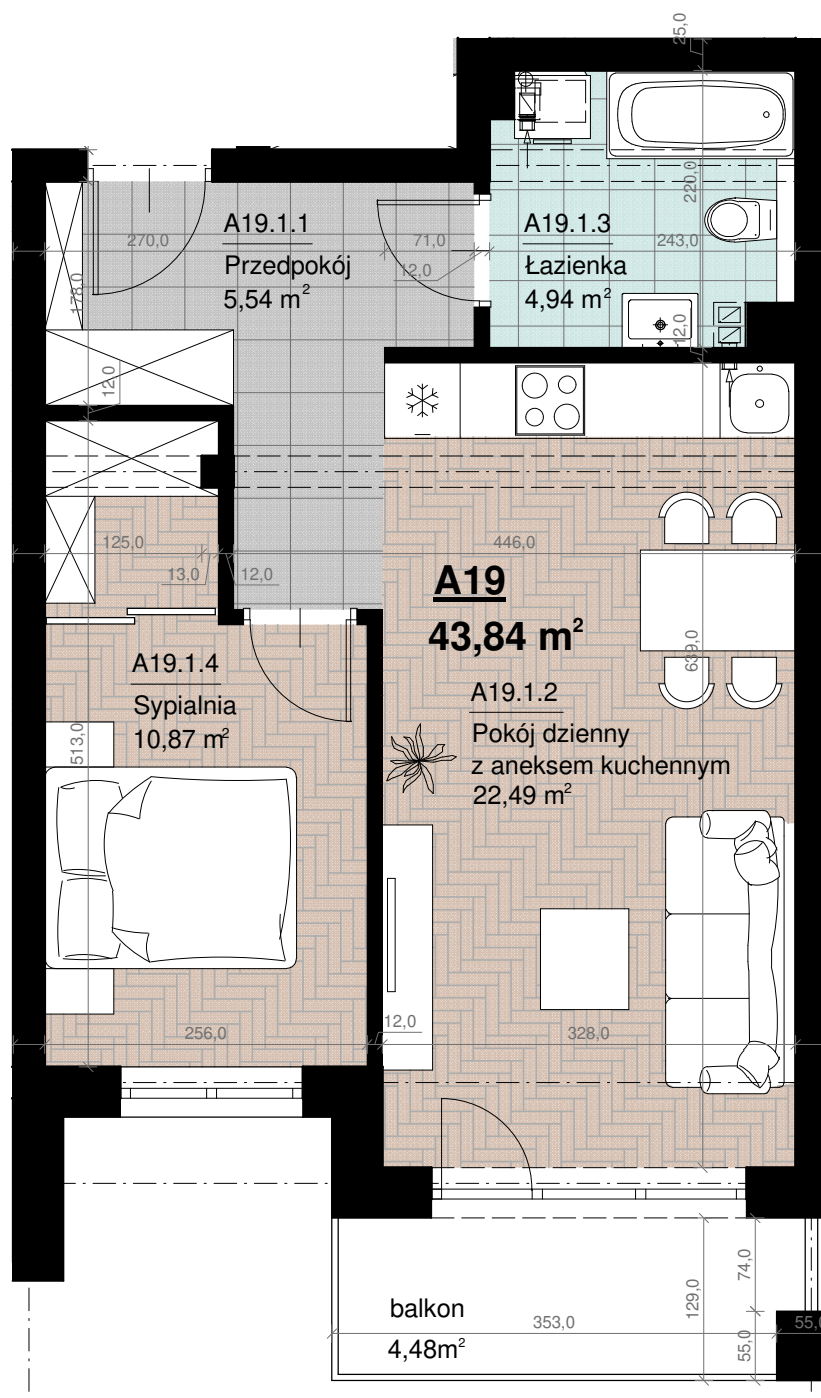 25,0
220,0
A19.1.1
Przedpokój
5,54 m²
270,0
71,0
12,0
178,0
A19.1.3
Łazienka
4,94 m²
243,0
12,0
12,0
125,0
13,0
12,0
446,0
A19
43,84 m²
639,0
A19.1.4
Sypialnia
10,87 m²
513,0
A19.1.2
Pokój dzienny
z aneksem kuchennym
22,49 m²
256,0
12,0
328,0
balkon
4,48m²
353,0
129,0
74,0
55,0
55,0